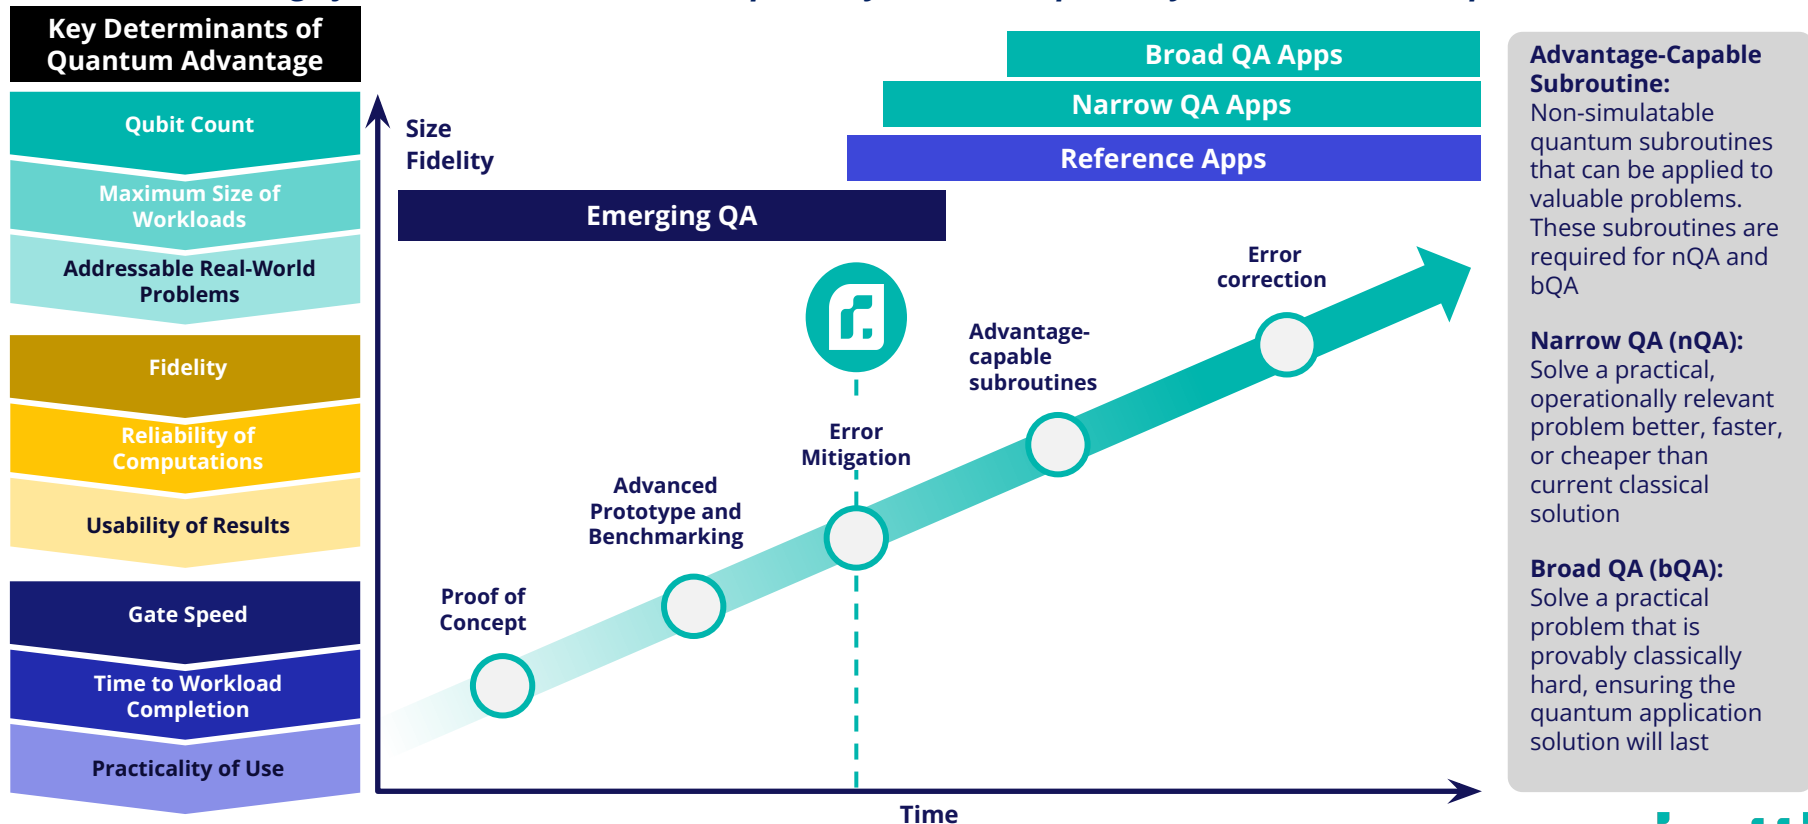 Key Determinants of
Quantum Advantage
Qubit Count
Maximum Size of
Workloads
Addressable Real-World
Problems
Fidelity
Reliability of
Computations
Usability of Results
Gate Speed
Time to Workload
Completion
Practicality of Use
Size
Fidelity
Broad QA Apps
Narrow QA Apps
Reference Apps
Emerging QA
Proof of
Concept
Advanced
Prototype and
Benchmarking
Error
Mitigation
Advantage-
capable
subroutines
Error
correction
Time
Advantage-Capable
Subroutine:
Non-simulatable
quantum subroutines
that can be applied to
valuable problems.
These subroutines are
required for nQA and
bQA
Narrow QA (nQA):
Solve a practical,
operationally relevant
problem better, faster,
or cheaper than
current classical
solution
Broad QA (bQA):
Solve a practical
problem that is
provably classically
hard, ensuring the
quantum application
solution will last